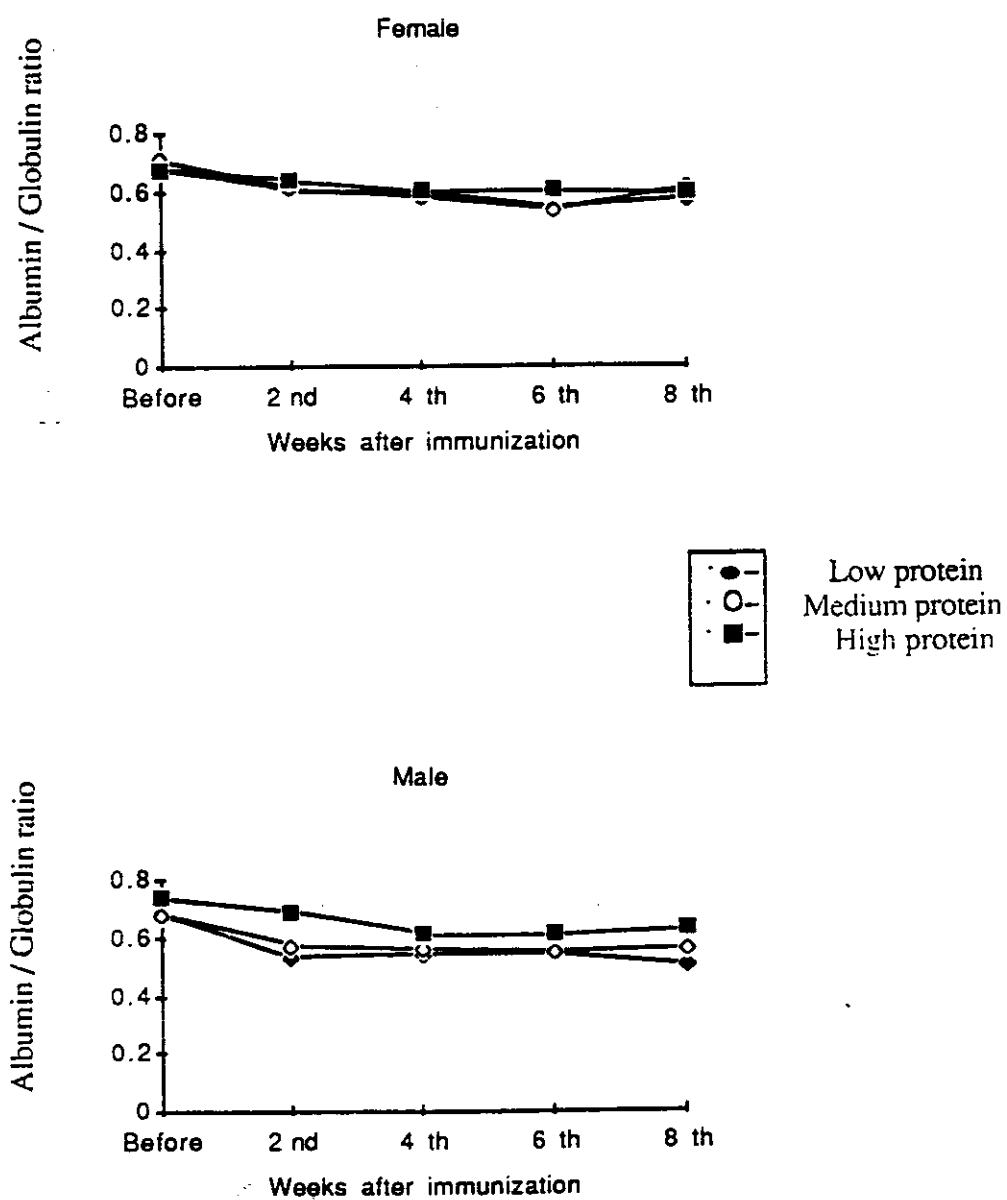 Female
Albumin / Globulin ratio
0.8
0.6
0.4
0.2
0
Before 2 nd 4 th 6 th 8 th
Weeks after immunization
Low protein
Medium protein
High protein
Male
Albumin / Globulin ratio
0.8
0.6
0.4
0.2
0
Before 2 nd 4 th 6 th 8 th
Weeks after immunization